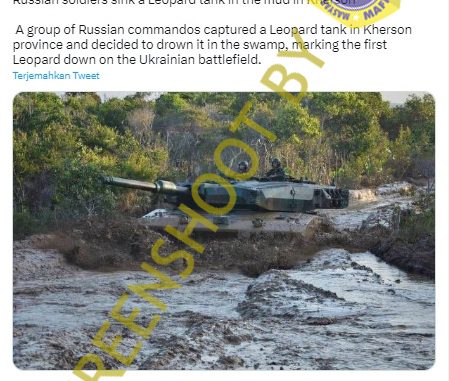 Russian soldiers sink a Leopard tank in the mud in Kherson
A group of Russian commandos captured a Leopard tank in Kherson
province and decided to drown it in the swamp, marking the first
Leopard down on the Ukrainian battlefield.
Terjemahkan Tweet
REENSHOOT BY